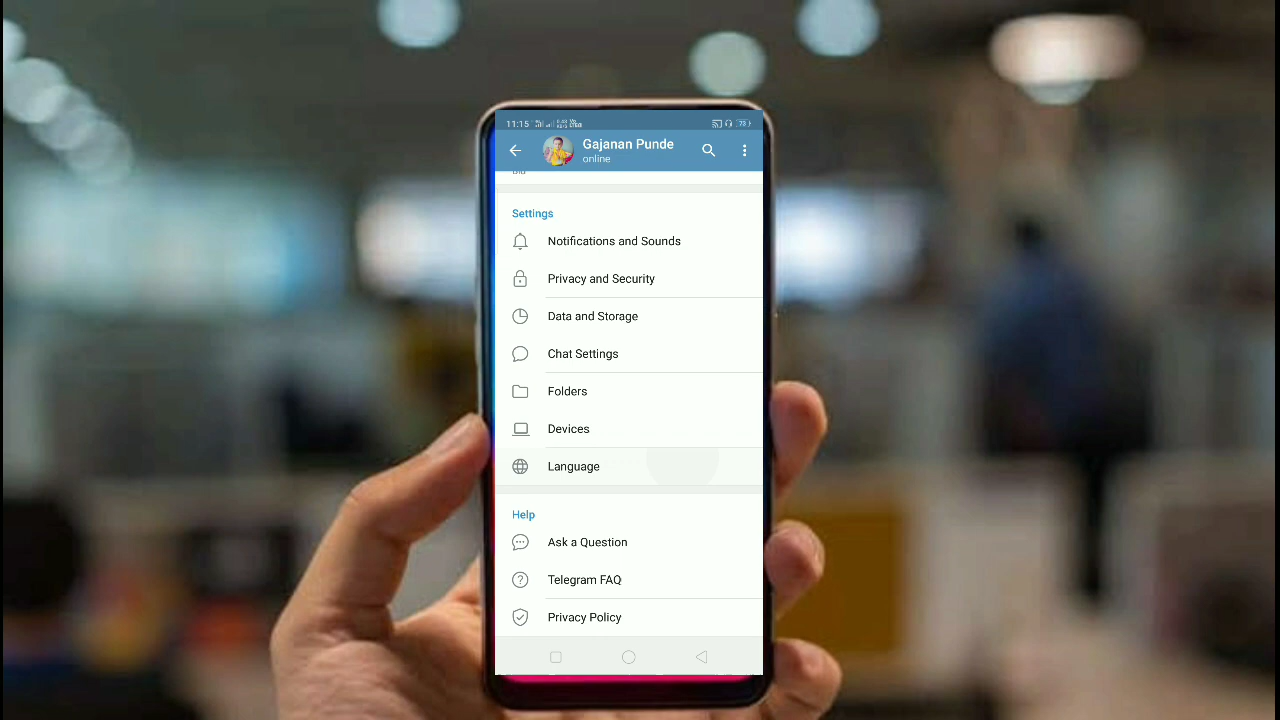 11:15
73
Gajanan Punde
online
Settings
Notifications and Sounds
Privacy and Security
Data and Storage
Chat Settings
Folders
Devices
Language
Help
Ask a Question
Telegram FAQ
Privacy Policy